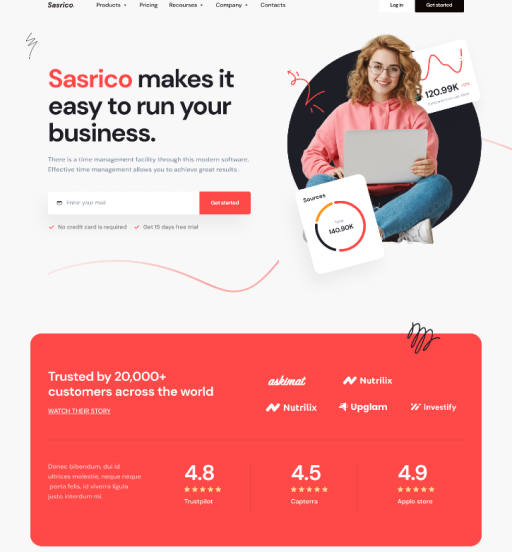 Sasrico.
Products
Pricing
Recourses
Company
Contacts
Log in
Get started
Sasrico makes it
easy to run your
business.
There is a time management facility through this modern software.
Effective time management allows you to achieve great results .
Enter your mail
Get started
No credit card is required
Get 15 days free trial
120.99K
Sources
Total
140.90K
Trusted by 20,000+
customers across the world
WATCH THEIR STORY
askimat
Nutrilix
Nutrilix
Upglam
Investify
Donec bibendum, dui id
ultrices molestie, neque neque
porta felis, id viverra ligula
justo interdum mi.
4.8
Trustpilot
4.5
Capterra
4.9
Apple store